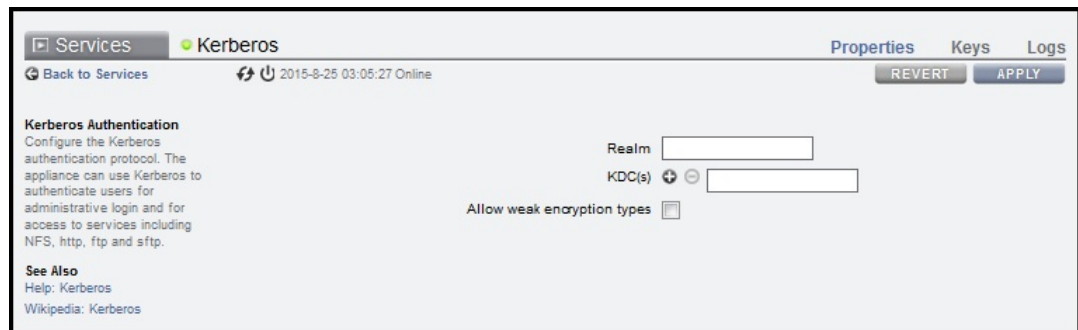 Services
Kerberos
Properties Keys Logs
Back to Services
2015-8-25 03:05:27 Online
REVERT APPLY
Kerberos Authentication
Configure the Kerberos
authentication protocol. The
appliance can use Kerberos to
authenticate users for
administrative login and for
access to services including
NFS, http, ftp and sftp.
See Also
Help: Kerberos
Wikipedia: Kerberos
Realm
KDC(s)
Allow weak encryption types